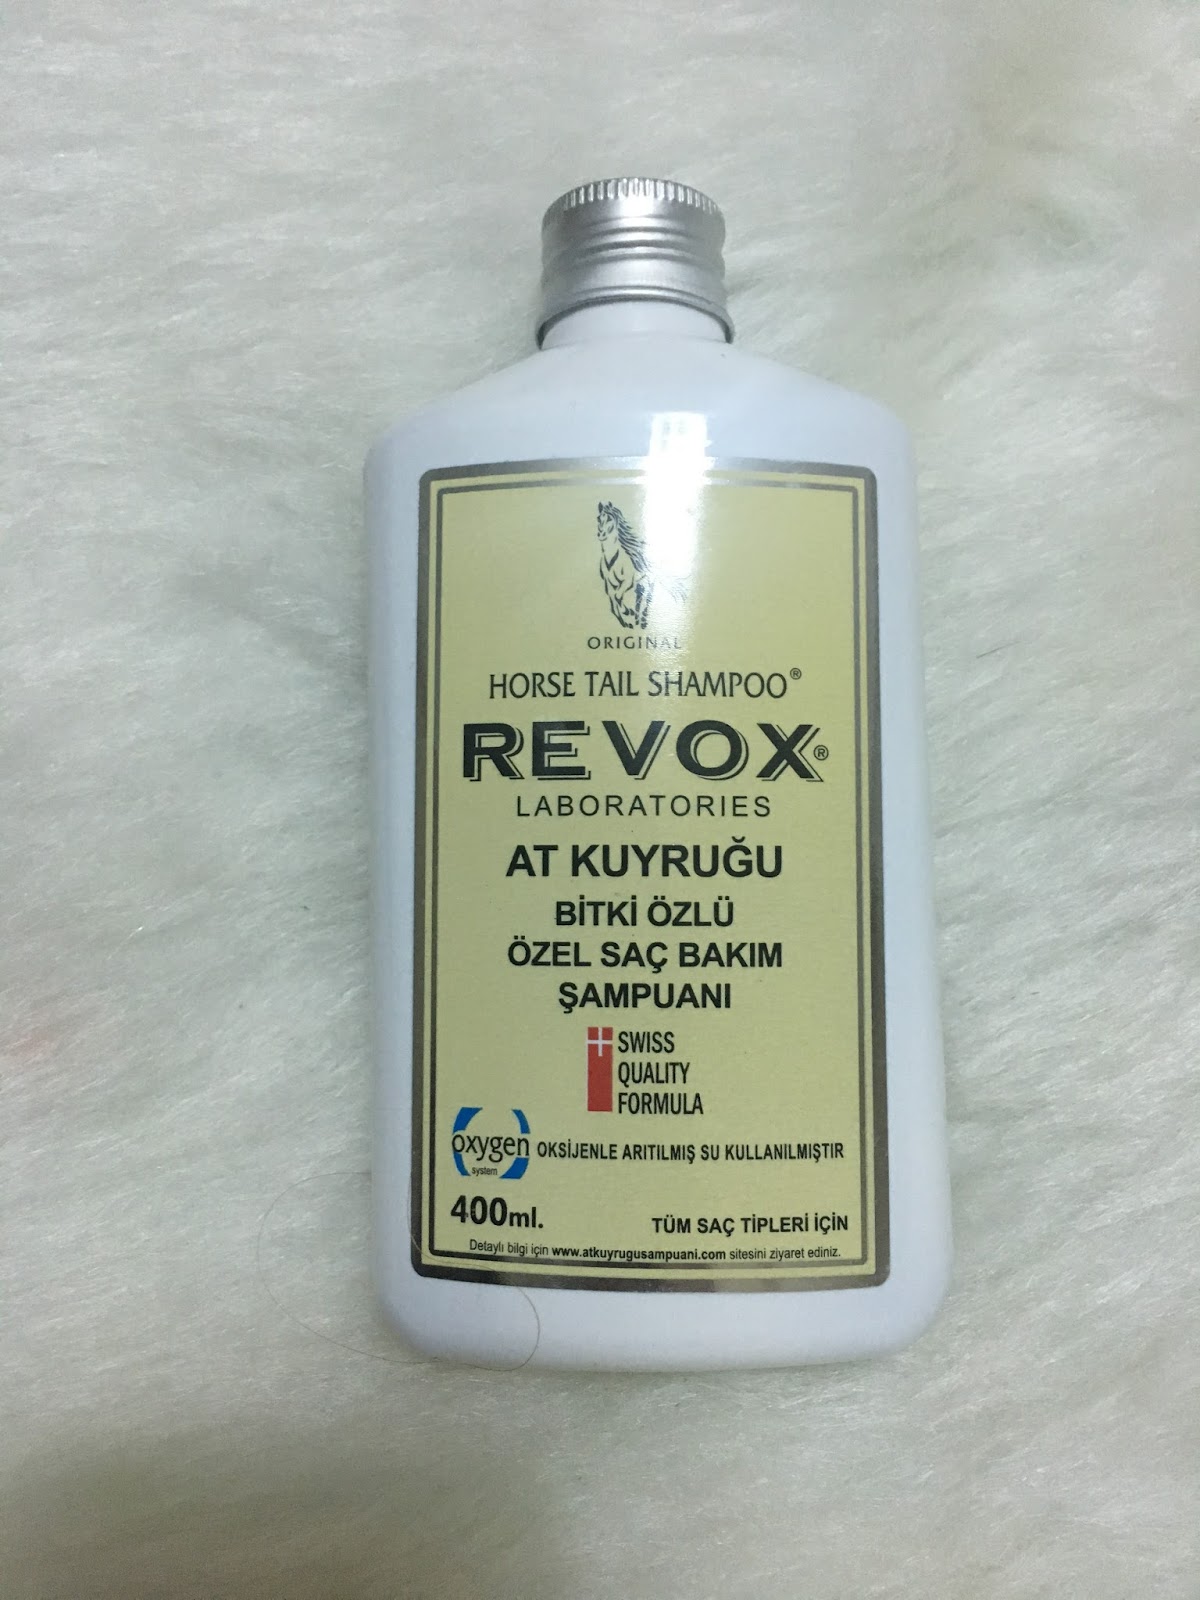 ORIGINAL
HORSE TAIL SHAMPOO®
REVOX®
LABORATORIES
AT KUYRUĞU
BİTKİ ÖZLÜ
ÖZEL SAÇ BAKIM
ŞAMPUANI
SWISS
QUALITY
FORMULA
oxygen
system
OKSİJENLE ARITILMIŞ SU KULLANILMIŞTIR
400ml.
TÜM SAÇ TİPLERİ İÇİN
Detaylı bilgi için www.atkuyrugusampuani.com sitesini ziyaret ediniz.